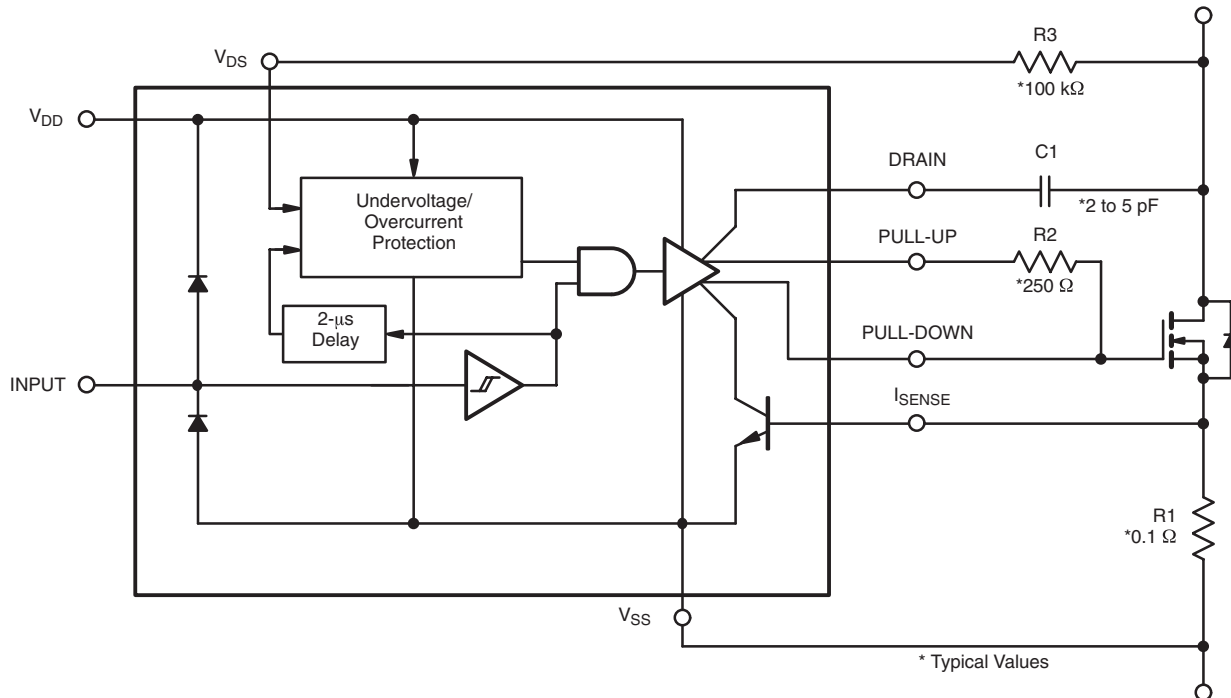 R3
VDS
*100 kΩ
VDD
DRAIN
C1
*2 to 5 pF
Undervoltage/
Overcurrent
Protection
PULL-UP
R2
*250 Ω
2-μs
Delay
PULL-DOWN
INPUT
ISENSE
R1
*0.1 Ω
VSS
* Typical Values